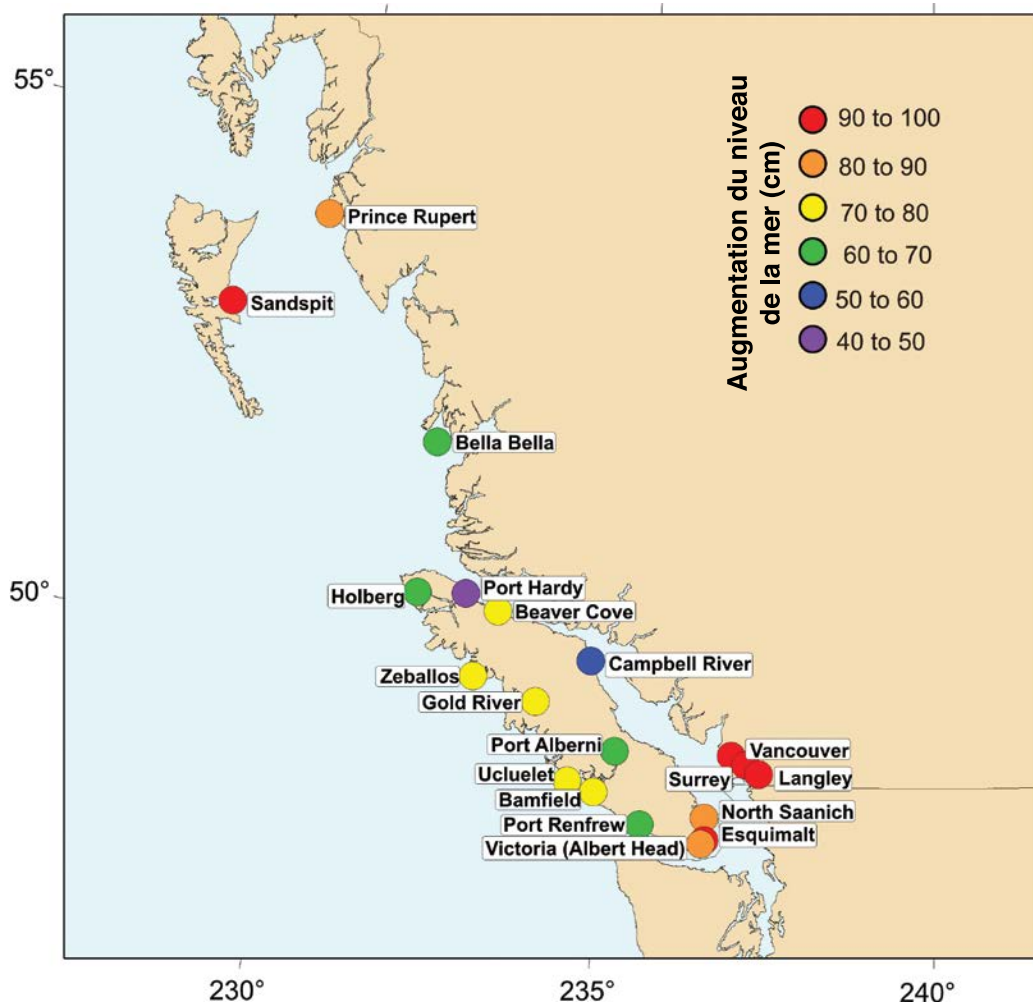 55°
50°
Augmentation du niveau
de la mer (cm)
90 to 100
80 to 90
70 to 80
60 to 70
50 to 60
40 to 50
Prince Rupert
Sandspit
Bella Bella
Holberg
Port Hardy
Beaver Cove
Campbell River
Zeballos
Gold River
Port Alberni
Vancouver
Ucluelet
Surrey
Langley
Bamfield
North Saanich
Port Renfrew
Esquimalt
Victoria (Albert Head)
230°
235°
240°